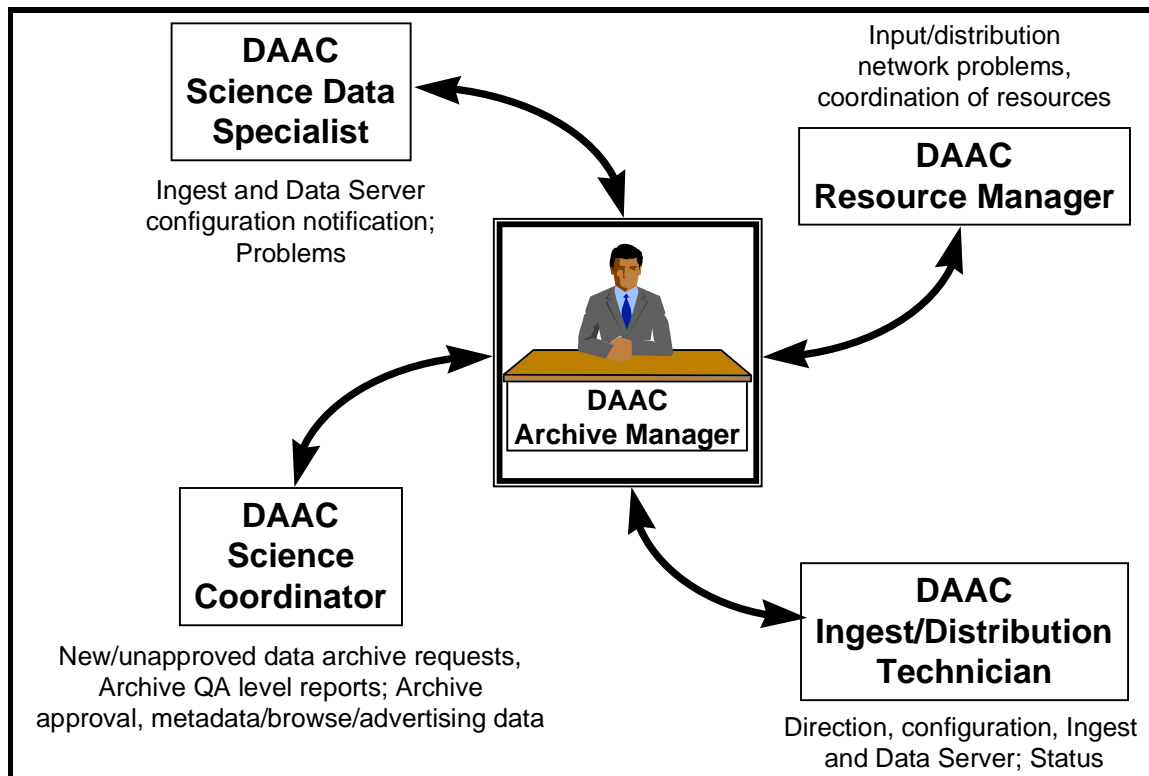 DAAC
Science Data
Specialist
Ingest and Data Server
configuration notification;
Problems
Input/distribution
network problems,
coordination of resources
DAAC
Resource Manager
DAAC
Archive Manager
DAAC
Science
Coordinator
New/unapproved data archive requests,
Archive QA level reports; Archive
approval, metadata/browse/advertising data
DAAC
Ingest/Distribution
Technician
Direction, configuration, Ingest
and Data Server; Status